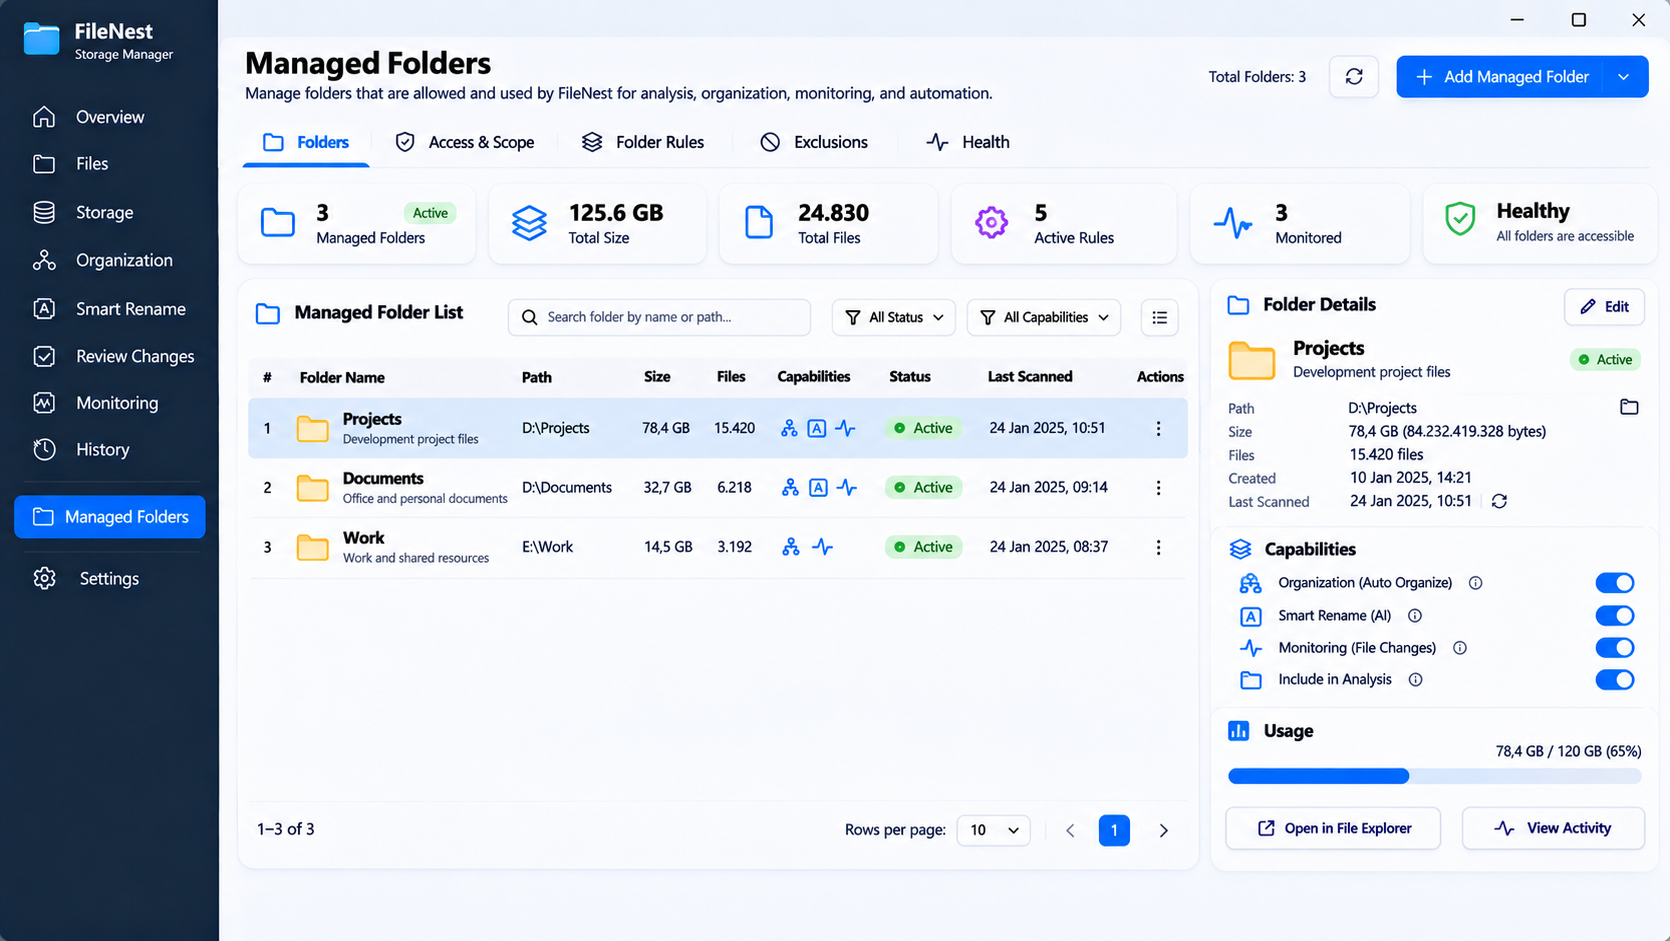 FileNest
Storage Manager
Overview
Files
Storage
Organization
Smart Rename
Review Changes
Monitoring
History
Managed Folders
Settings
Managed Folders
Manage folders that are allowed and used by FileNest for analysis, organization, monitoring, and automation.
Total Folders: 3
Add Managed Folder
Folders
Access & Scope
Folder Rules
Exclusions
Health
3
Active
Managed Folders
125.6 GB
Total Size
24.830
Total Files
5
Active Rules
3
Monitored
Healthy
All folders are accessible
Managed Folder List
Search folder by name or path...
All Status
All Capabilities
# Folder Name Path Size Files Capabilities Status Last Scanned Actions
1 Projects D:\Projects 78,4 GB 15.420 A Active 24 Jan 2025, 10:51
Development project files
2 Documents D:\Documents 32,7 GB 6.218 A Active 24 Jan 2025, 09:14
Office and personal documents
3 Work E:\Work 14,5 GB 3.192 Active 24 Jan 2025, 08:37
Work and shared resources
1–3 of 3
Rows per page: 10
1
Folder Details
Edit
Projects
Active
Development project files
Path D:\Projects
Size 78,4 GB (84.232.419.328 bytes)
Files 15.420 files
Created 10 Jan 2025, 14:21
Last Scanned 24 Jan 2025, 10:51
Capabilities
Organization (Auto Organize)
A Smart Rename (AI)
Monitoring (File Changes)
Include in Analysis
Usage
78,4 GB / 120 GB (65%)
Open in File Explorer
View Activity